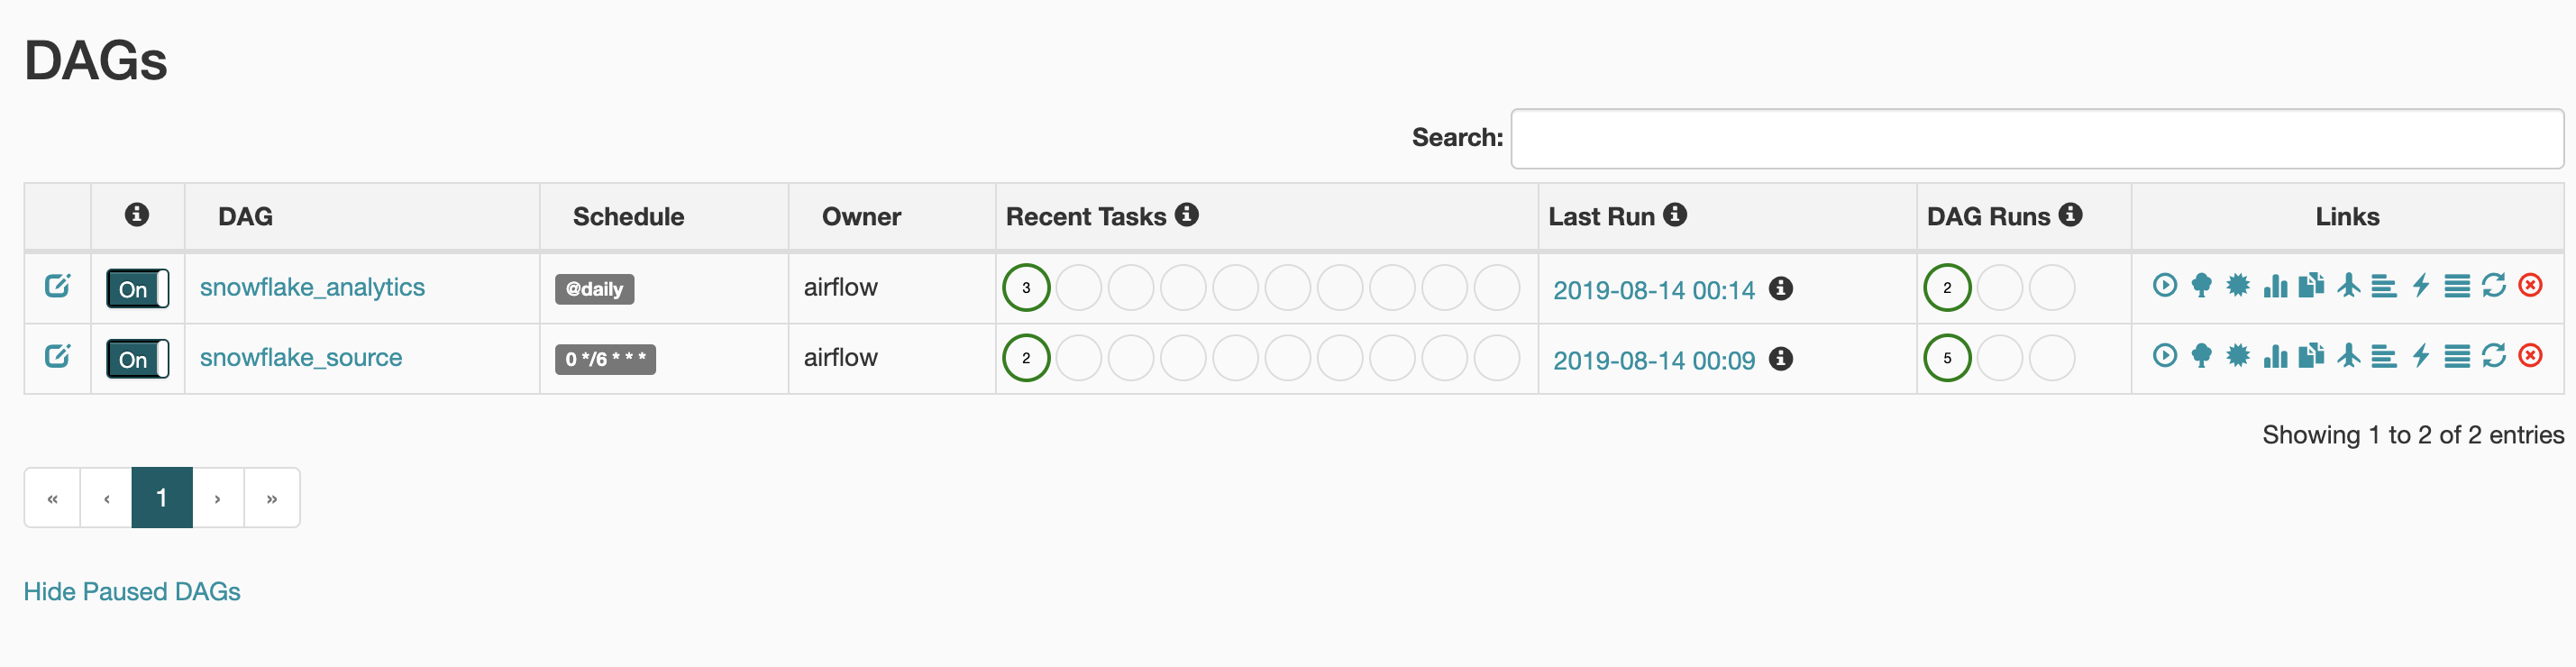 DAGs
Search:
DAG Schedule Owner Recent Tasks Last Run DAG Runs Links
On snowflake_analytics @daily airflow 3 2019-08-14 00:14 2
On snowflake_source 0 */6 * * * airflow 2 2019-08-14 00:09 5
Showing 1 to 2 of 2 entries
« ‹ 1 › »
Hide Paused DAGs